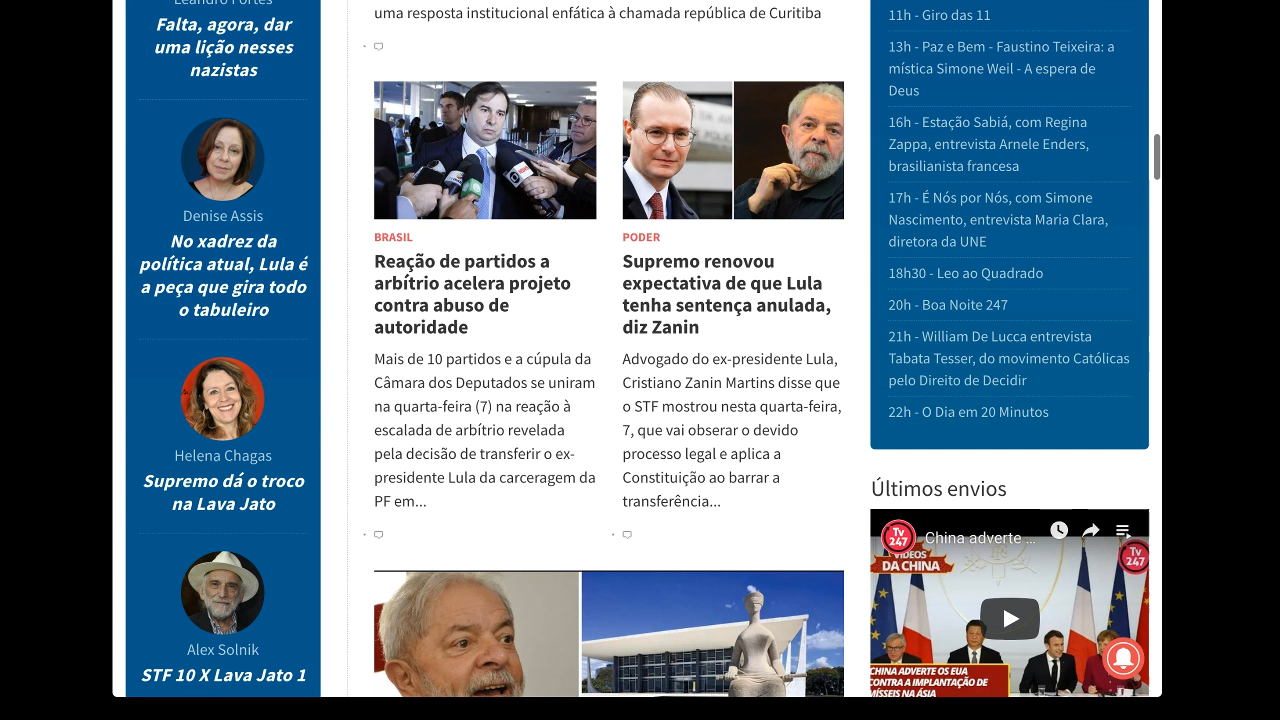 Leandro Fortes
Falta, agora, dar
uma lição nesses
nazistas
Denise Assis
No xadrez da
política atual, Lula é
a peça que gira todo
o tabuleiro
Helena Chagas
Supremo dá o troco
na Lava Jato
Alex Solnik
STF 10 X Lava Jato 1
uma resposta institucional enfática à chamada república de Curitiba
BRASIL
Reação de partidos a
arbítrio acelera projeto
contra abuso de
autoridade
Mais de 10 partidos e a cúpula da
Câmara dos Deputados se uniram
na quarta-feira (7) na reação à
escalada de arbítrio revelada
pela decisão de transferir o ex-
presidente Lula da carceragem da
PF em...
PODER
Supremo renovou
expectativa de que Lula
tenha sentença anulada,
diz Zanin
Advogado do ex-presidente Lula,
Cristiano Zanin Martins disse que
o STF mostrou nesta quarta-feira,
7, que vai obserar o devido
processo legal e aplica a
Constituição ao barrar a
transferência...
11h - Giro das 11
13h - Paz e Bem - Faustino Teixeira: a
mística Simone Weil - A espera de
Deus
16h - Estação Sabiá, com Regina
Zappa, entrevista Arnele Enders,
brasilianista francesa
17h - É Nós por Nós, com Simone
Nascimento, entrevista Maria Clara,
diretora da UNE
18h30 - Leo ao Quadrado
20h - Boa Noite 247
21h - William De Lucca entrevista
Tabata Tesser, do movimento Católicas
pelo Direito de Decidir
22h - O Dia em 20 Minutos
Últimos envios
Tv 247
China adverte ...
VÍDEOS
DA CHINA
Tv 247
CHINA ADVERTE OS EUA
CONTRA A IMPLANTAÇÃO DE
MÍSSEIS NA ÁSIA